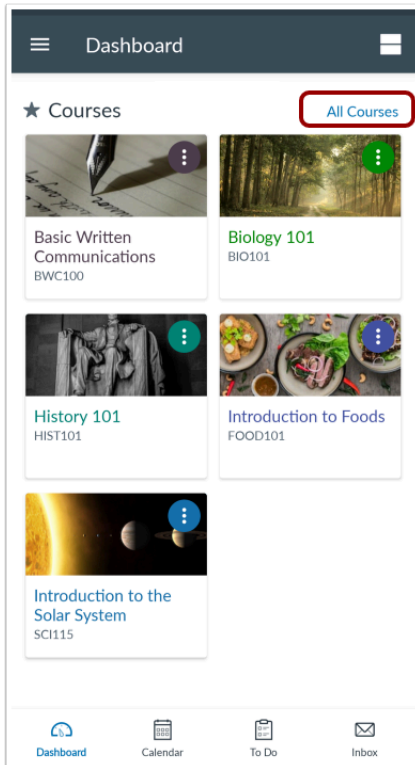 Dashboard
Courses
All Courses
Basic Written
Communications
BWC100
Biology 101
BIO101
History 101
HIST101
Introduction to Foods
FOOD101
Introduction to the
Solar System
SCI115
Dashboard
Calendar
To Do
Inbox